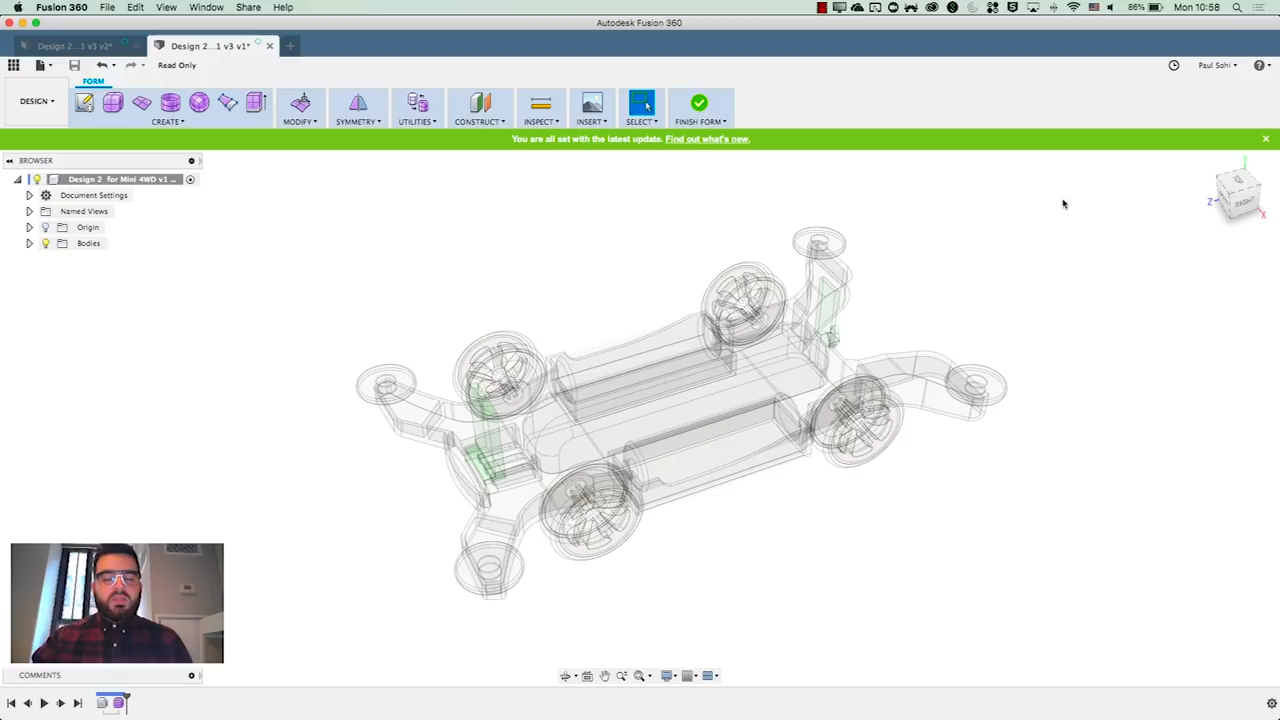 Fusion 360 File Edit View Window Share Help 86% Mon 10:58
Autodesk Fusion 360
Design 2...1 v3 v2* Design 2...1 v3 v1*
Read Only Paul Sohi
FORM
DESIGN
CREATE MODIFY SYMMETRY UTILITIES CONSTRUCT INSPECT INSERT SELECT FINISH FORM
You are all set with the latest update. Find out what's new.
BROWSER
Design 2 for Mini 4WD v1 ...
Document Settings
Named Views
Origin
Bodies
Y
Z RIGHT
X
COMMENTS